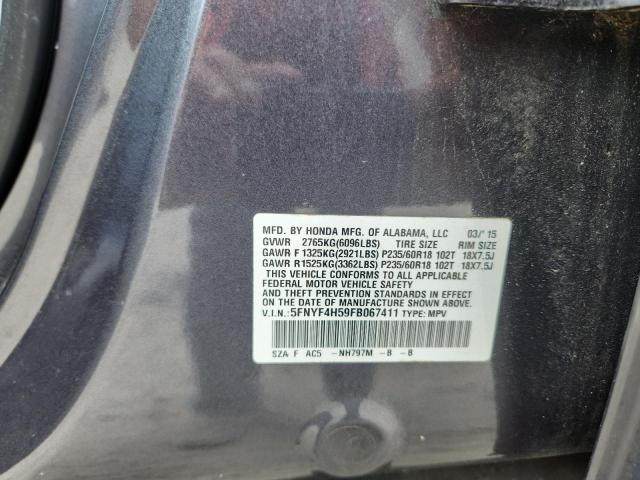 MFD. BY HONDA MFG. OF ALABAMA, LLC 03/'15
GVWR 2765KG(6096LBS) TIRE SIZE RIM SIZE
GAWR F 1325KG(2921LBS) P235/60R18 102T 18X7.5J
GAWR R1525KG(3362LBS) P235/60R18 102T 18X7.5J
THIS VEHICLE CONFORMS TO ALL APPLICABLE
FEDERAL MOTOR VEHICLE SAFETY
AND THEFT PREVENTION STANDARDS IN EFFECT
ON THE DATE OF MANUFACTURE SHOWN ABOVE.
V.I.N.: 5FNYF4H59FB067411 TYPE: MPV
SZA F AC5 -NH797M -B -B